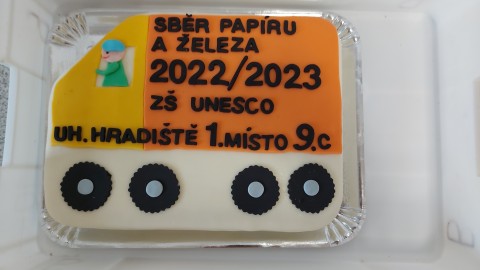 SBĚR PAPÍRU
A ŽELEZA
2022/2023
ZŠ UNESCO
UH. HRADIŠTĚ 1. MÍSTO 9.C